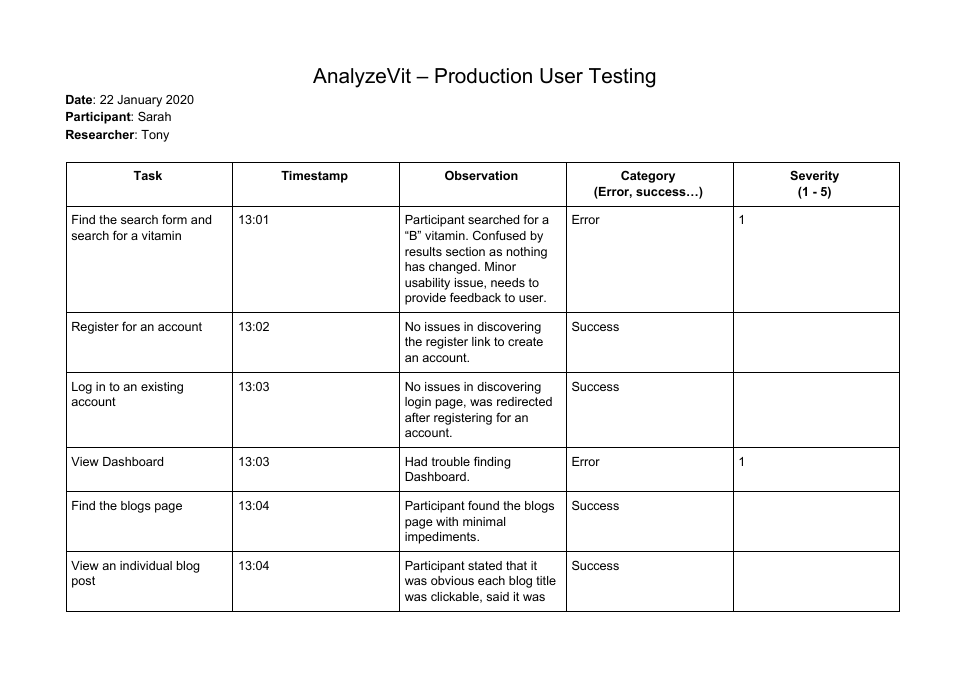 AnalyzeVit – Production User Testing
Date: 22 January 2020
Participant: Sarah
Researcher: Tony
Task Timestamp Observation Category Severity
(Error, success…) (1 - 5)
Find the search form and 13:01 Participant searched for a Error 1
search for a vitamin “B” vitamin. Confused by
results section as nothing
has changed. Minor
usability issue, needs to
provide feedback to user.
Register for an account 13:02 No issues in discovering Success
the register link to create
an account.
Log in to an existing 13:03 No issues in discovering Success
account login page, was redirected
after registering for an
account.
View Dashboard 13:03 Had trouble finding Error 1
Dashboard.
Find the blogs page 13:04 Participant found the blogs Success
page with minimal
impediments.
View an individual blog 13:04 Participant stated that it Success
post was obvious each blog title
was clickable, said it was